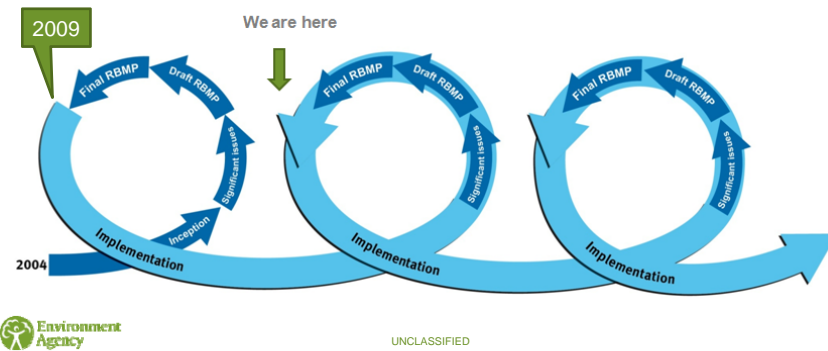 2009
We are here
Final RBMP
Draft RBMP
Significant issues
Inception
2004
Implementation
Final RBMP
Draft RBMP
Significant issues
Implementation
Final RBMP
Draft RBMP
Significant issues
Implementation
Environment
Agency
UNCLASSIFIED